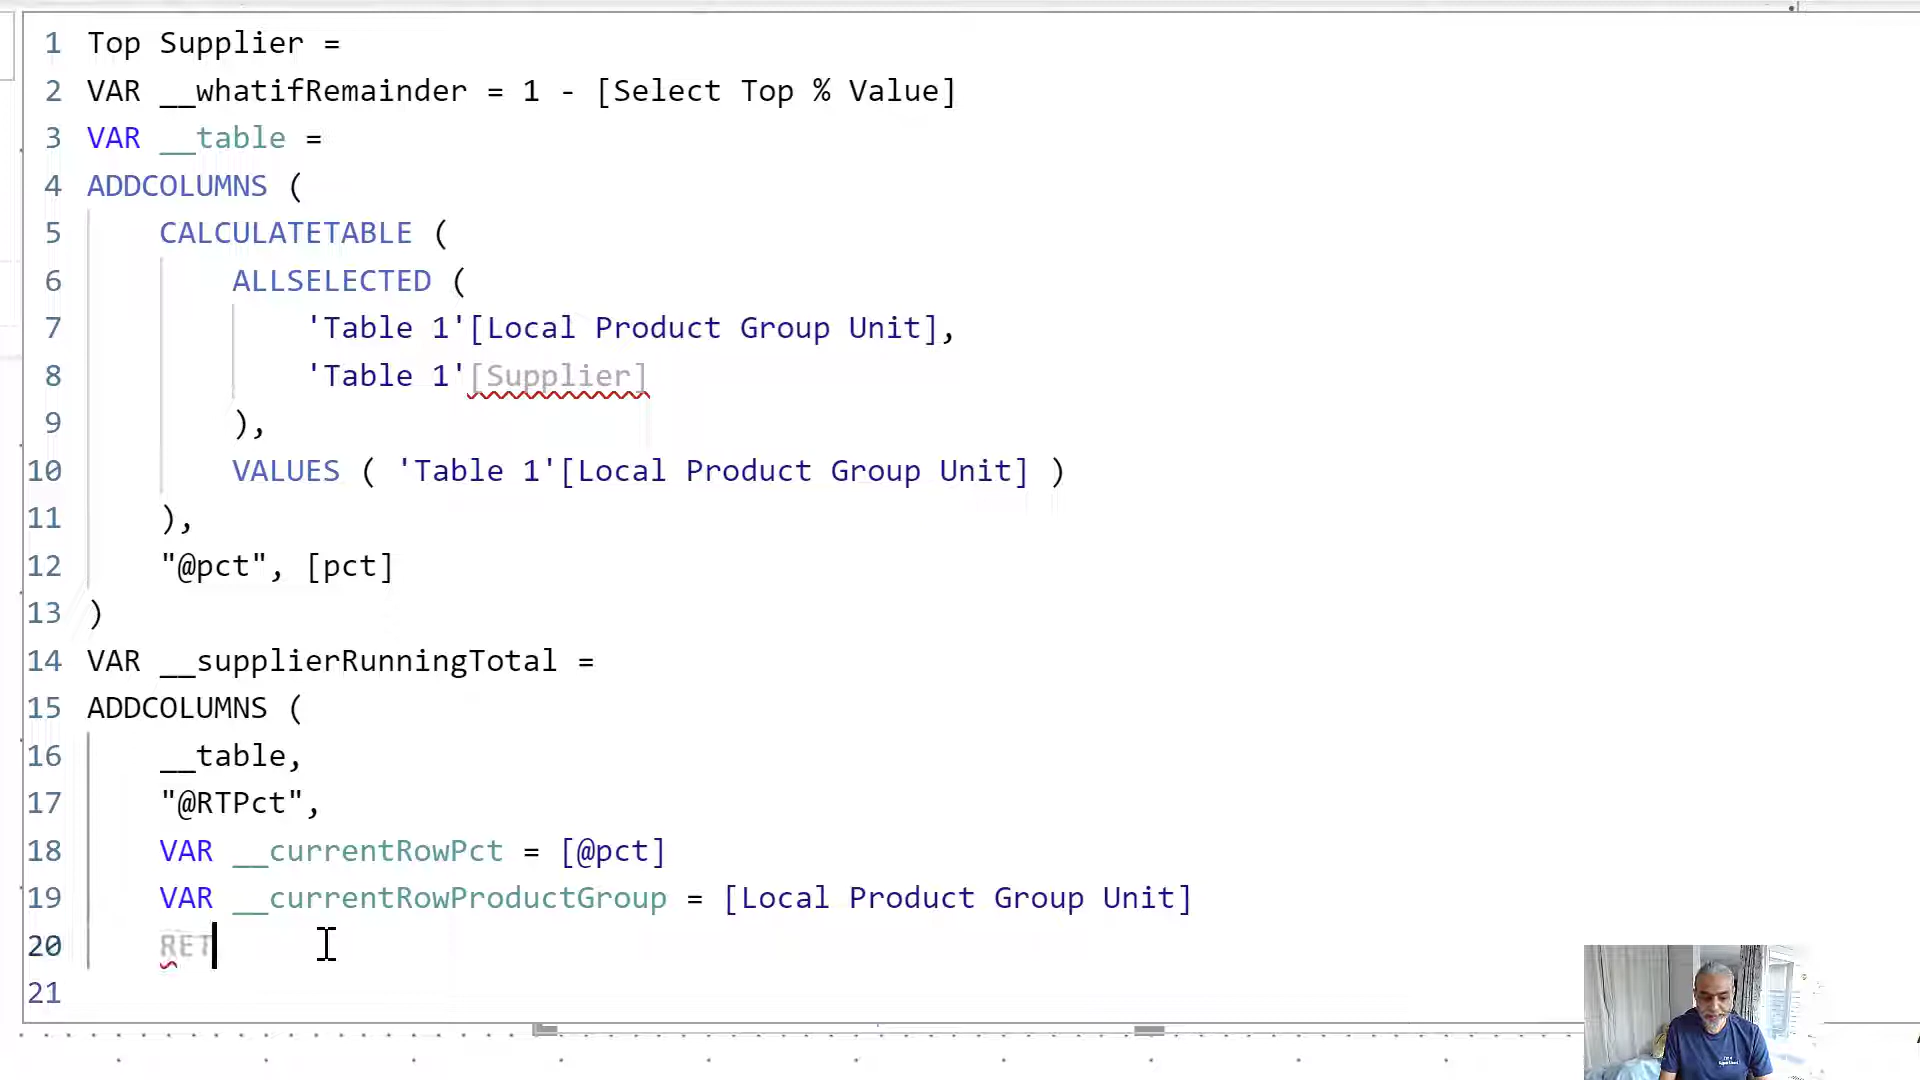 1 Top Supplier =
2 VAR __whatifRemainder = 1 - [Select Top % Value]
3 VAR __table =
4 ADDCOLUMNS (
5 CALCULATETABLE (
6 ALLSELECTED (
7 'Table 1'[Local Product Group Unit],
8 'Table 1'[Supplier]
9 ),
10 VALUES ( 'Table 1'[Local Product Group Unit] )
11 ),
12 "@pct", [pct]
13 )
14 VAR __supplierRunningTotal =
15 ADDCOLUMNS (
16 __table,
17 "@RTPct",
18 VAR __currentRowPct = [@pct]
19 VAR __currentRowProductGroup = [Local Product Group Unit]
20 RET
21